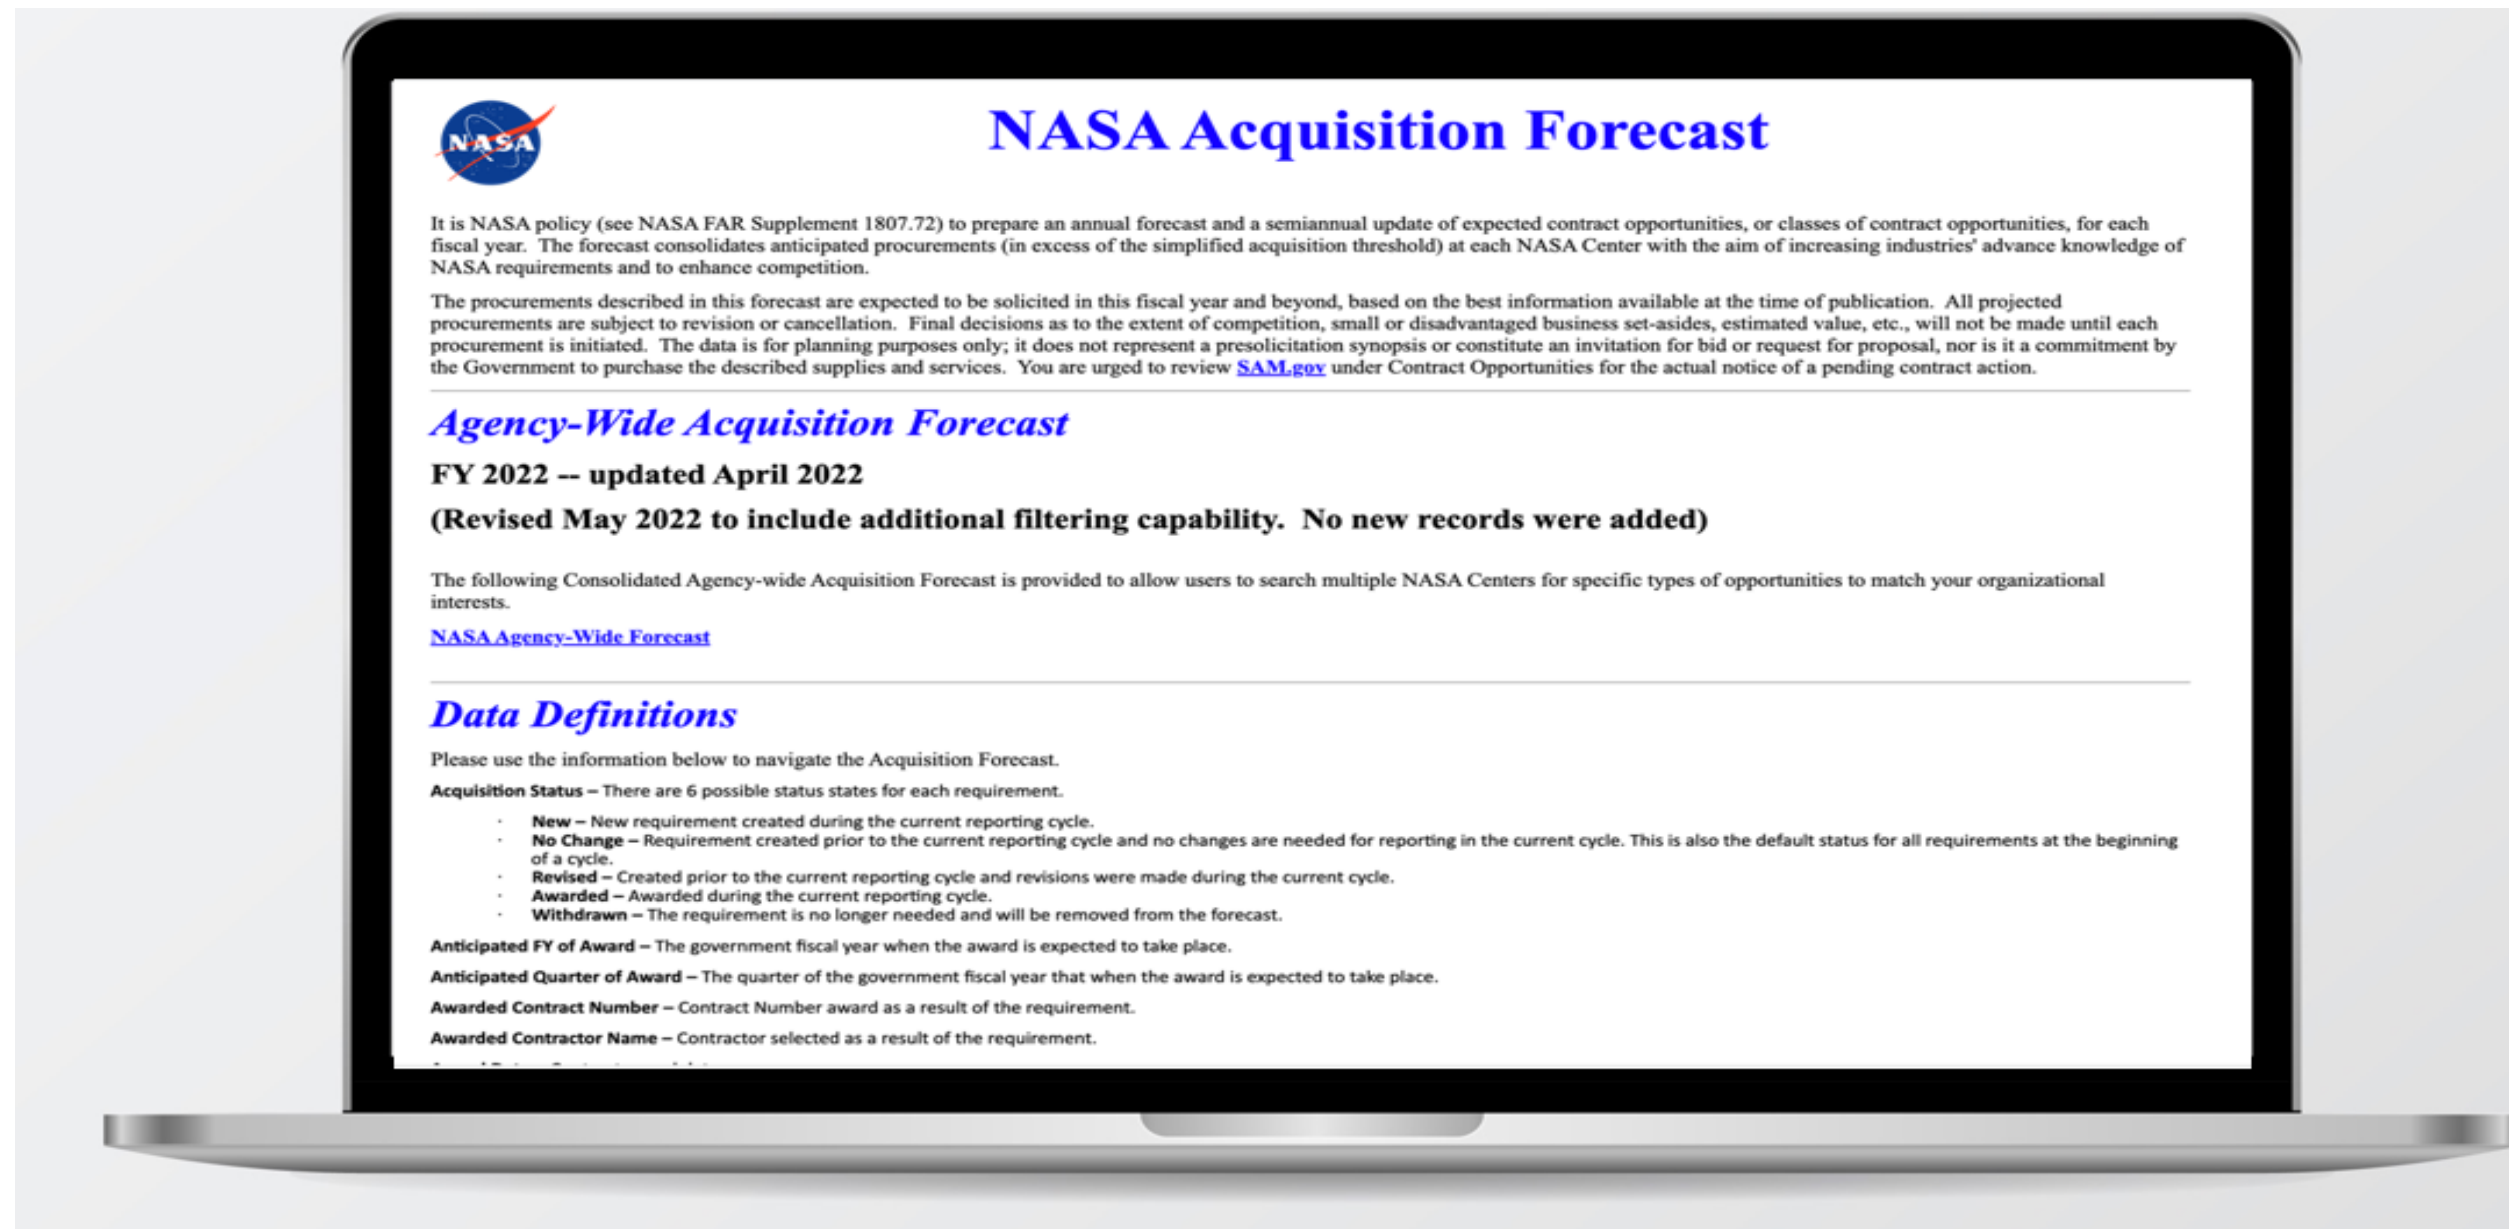 NASA
NASA Acquisition Forecast
It is NASA policy (see NASA FAR Supplement 1807.72) to prepare an annual forecast and a semiannual update of expected contract opportunities, or classes of contract opportunities, for each
fiscal year.  The forecast consolidates anticipated procurements (in excess of the simplified acquisition threshold) at each NASA Center with the aim of increasing industries' advance knowledge of
NASA requirements and to enhance competition.
The procurements described in this forecast are expected to be solicited in this fiscal year and beyond, based on the best information available at the time of publication.  All projected
procurements are subject to revision or cancellation.  Final decisions as to the extent of competition, small or disadvantaged business set-asides, estimated value, etc., will not be made until each
procurement is initiated.  The data is for planning purposes only; it does not represent a presolicitation synopsis or constitute an invitation for bid or request for proposal, nor is it a commitment by
the Government to purchase the described supplies and services.  You are urged to review SAM.gov under Contract Opportunities for the actual notice of a pending contract action.
Agency-Wide Acquisition Forecast
FY 2022 -- updated April 2022
(Revised May 2022 to include additional filtering capability.  No new records were added)
The following Consolidated Agency-wide Acquisition Forecast is provided to allow users to search multiple NASA Centers for specific types of opportunities to match your organizational
interests.
NASA Agency-Wide Forecast
Data Definitions
Please use the information below to navigate the Acquisition Forecast.
Acquisition Status – There are 6 possible status states for each requirement.
· New – New requirement created during the current reporting cycle.
· No Change – Requirement created prior to the current reporting cycle and no changes are needed for reporting in the current cycle. This is also the default status for all requirements at the beginning
of a cycle.
· Revised – Created prior to the current reporting cycle and revisions were made during the current cycle.
· Awarded – Awarded during the current reporting cycle.
· Withdrawn – The requirement is no longer needed and will be removed from the forecast.
Anticipated FY of Award – The government fiscal year when the award is expected to take place.
Anticipated Quarter of Award – The quarter of the government fiscal year that when the award is expected to take place.
Awarded Contract Number – Contract Number award as a result of the requirement.
Awarded Contractor Name – Contractor selected as a result of the requirement.